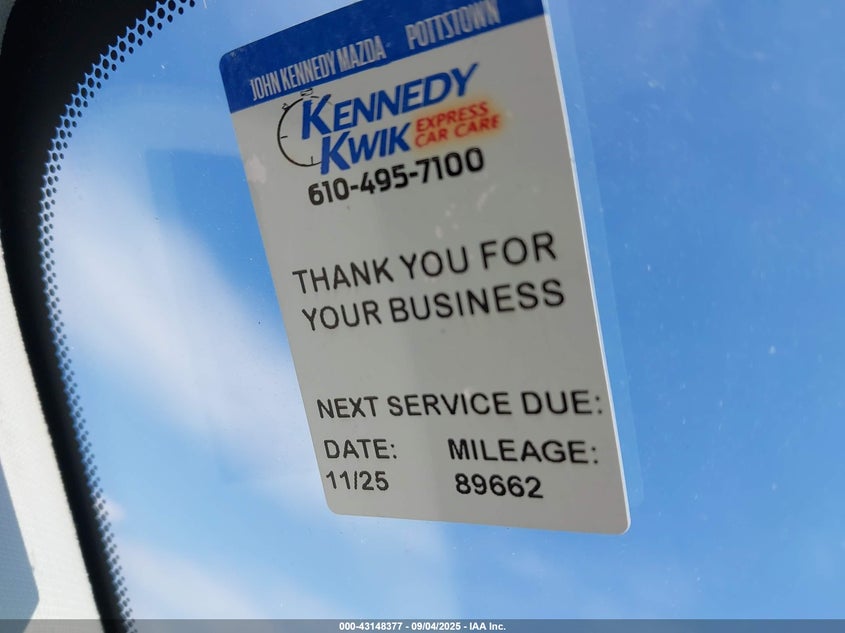 JOHN KENNEDY MAZDA - POTTSTOWN
KENNEDY
KWIK EXPRESS
CAR CARE
610-495-7100
THANK YOU FOR
YOUR BUSINESS
NEXT SERVICE DUE:
DATE: MILEAGE:
11/25 89662
000-43148377 - 09/04/2025 - IAA Inc.